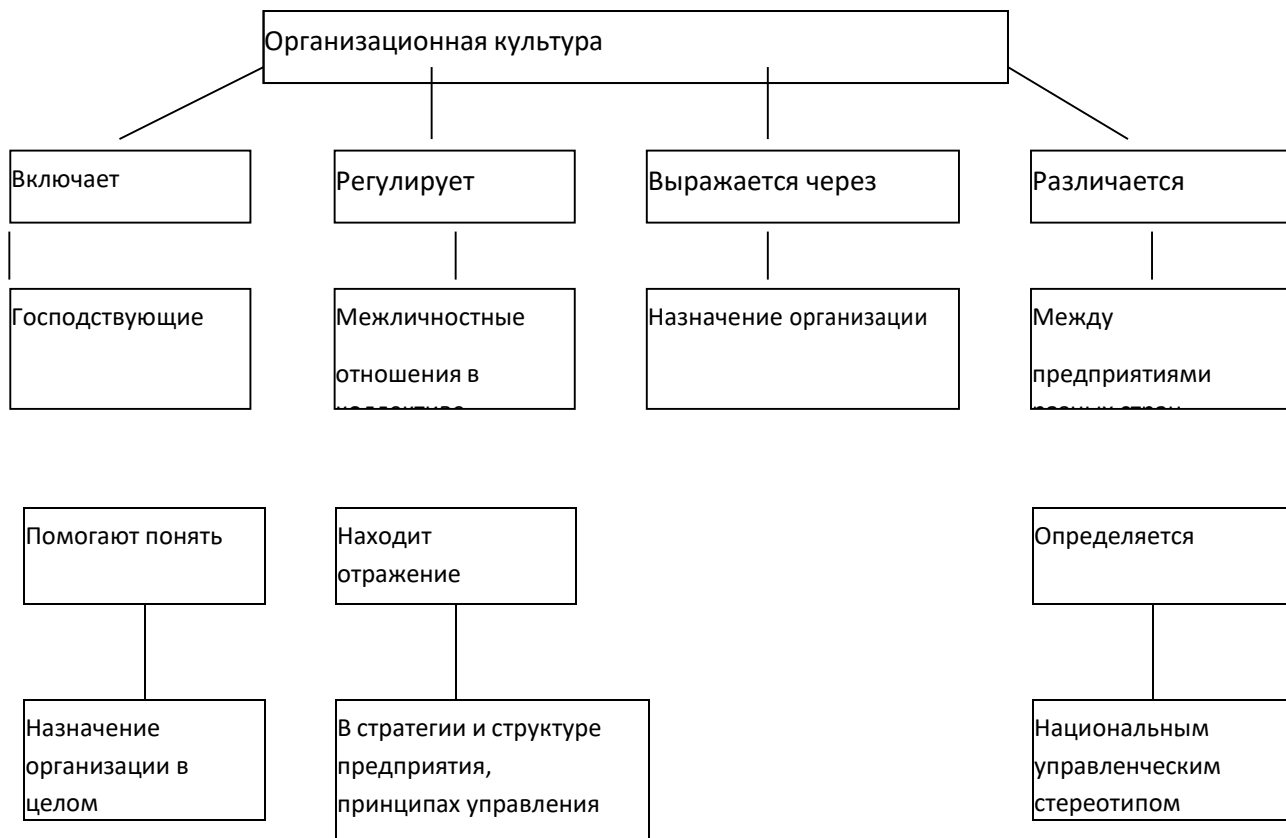 Организационная культура
Включает
Регулирует
Выражается через
Различается
Господствующие
Межличностные
отношения в
Назначение организации
Между
предприятиями
Помогают понять
Находит
отражение
Определяется
Назначение
организации в
целом
В стратегии и структуре
предприятия,
принципах управления
Национальным
управленческим
стереотипом